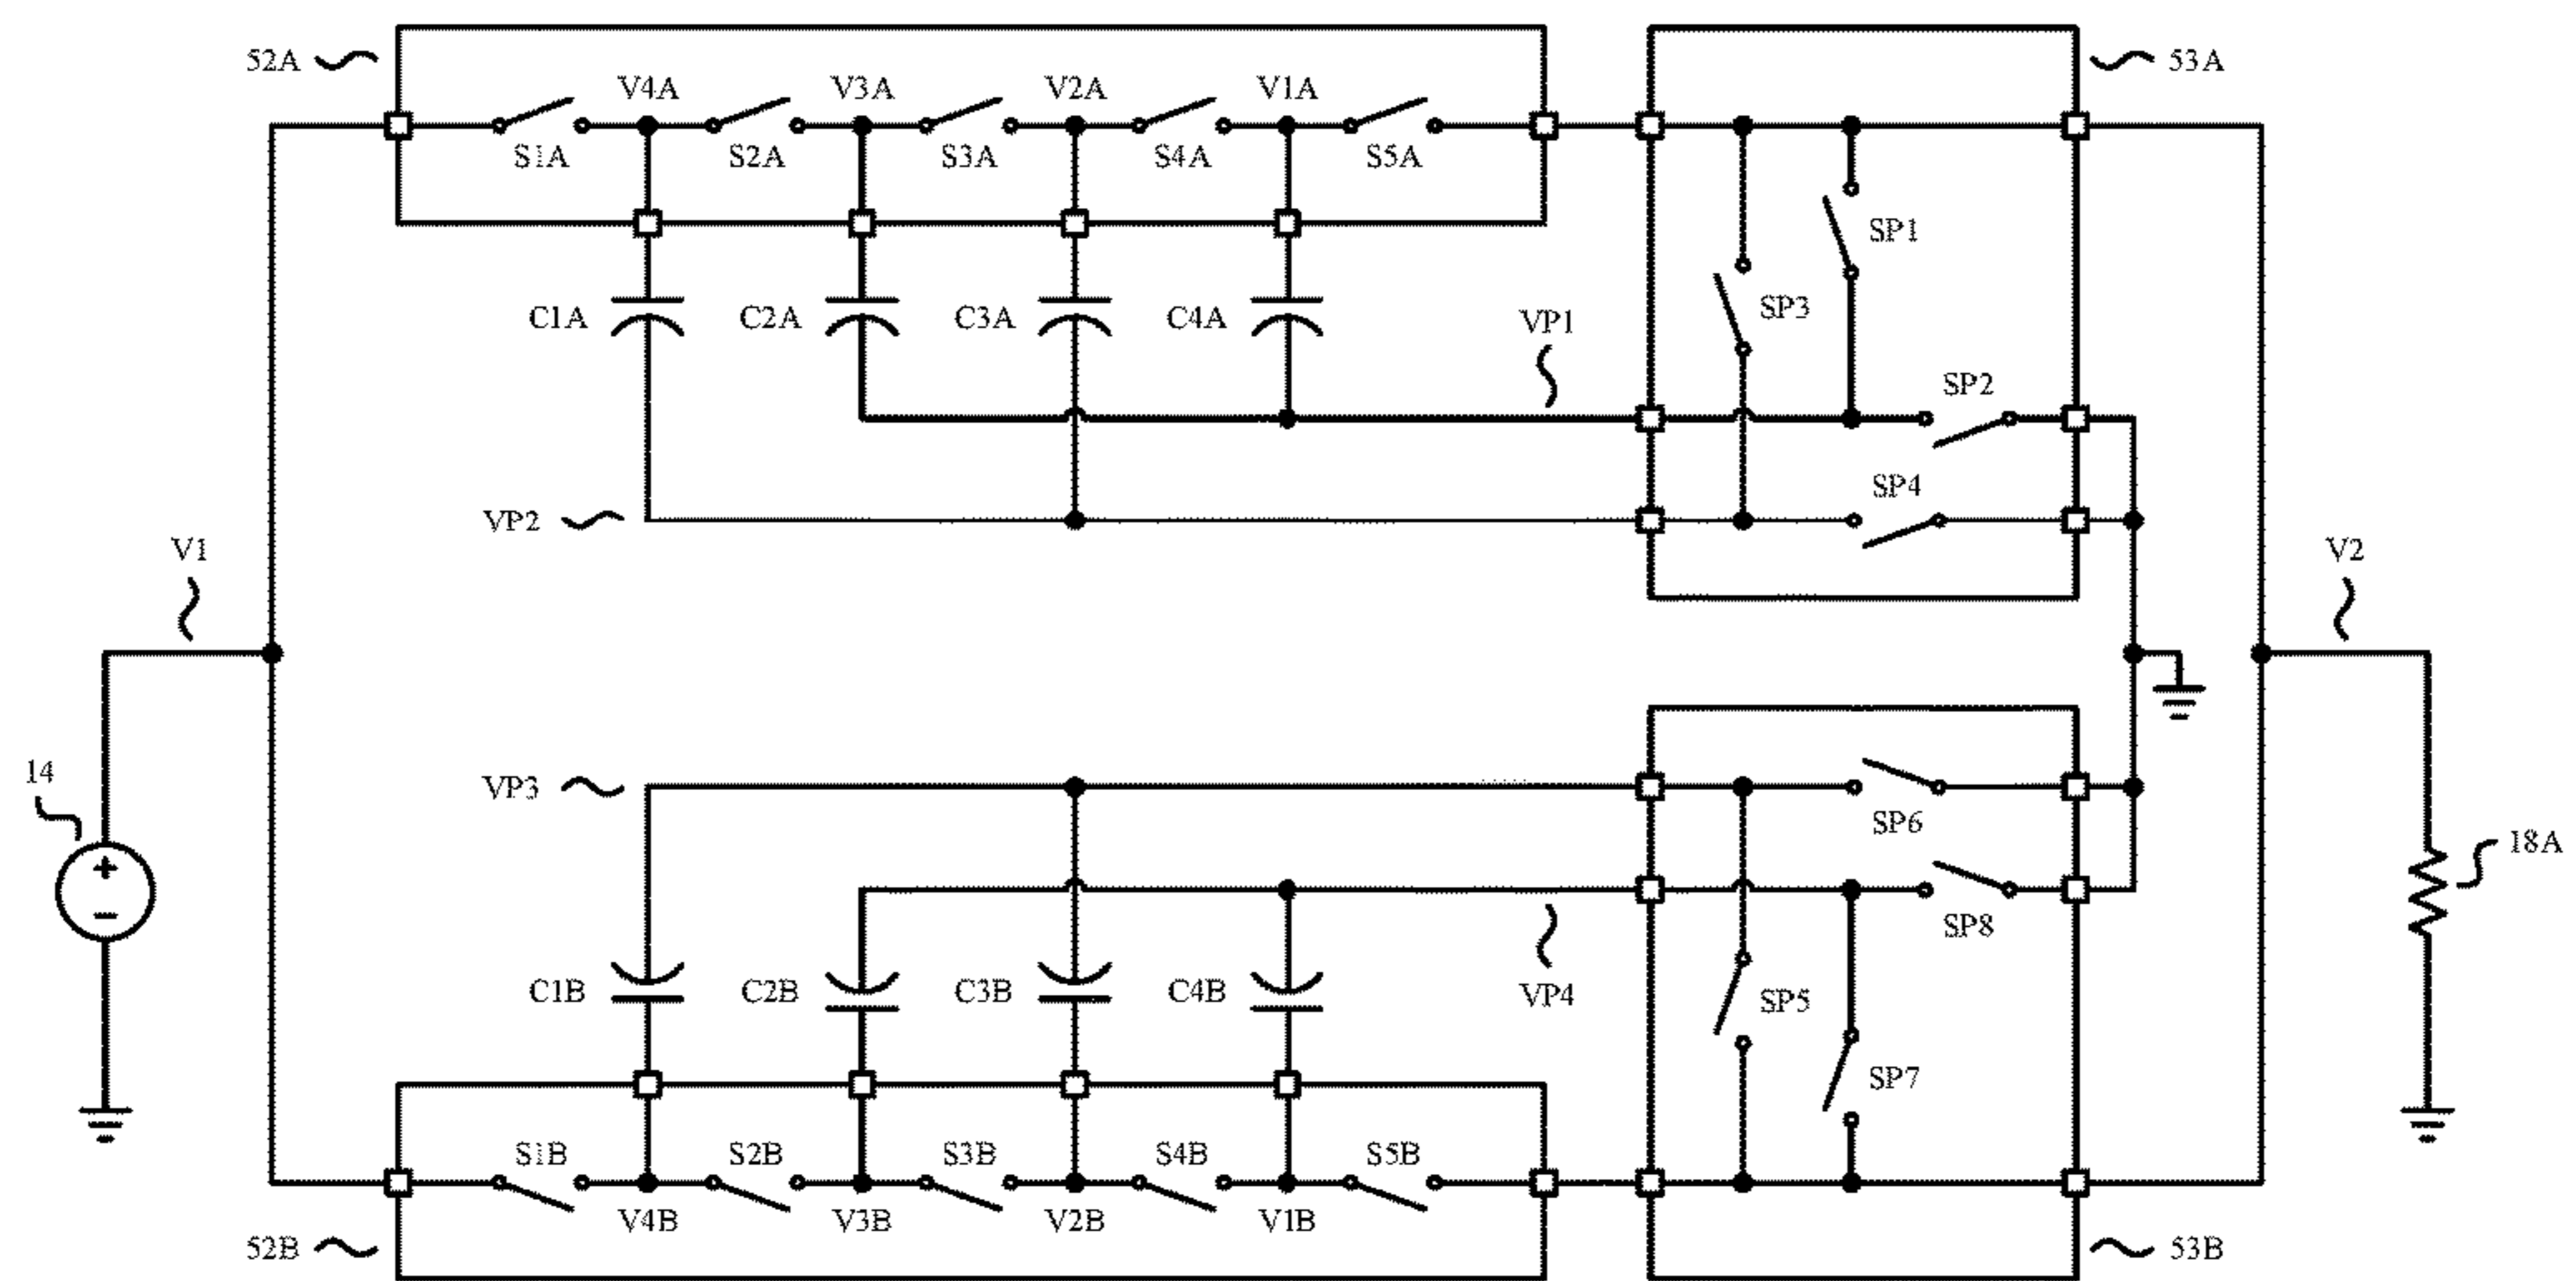 52A
V4A
V3A
V2A
V1A
53A
S1A
S2A
S3A
S4A
S5A
SP1
SP3
C1A
C2A
C3A
C4A
VP1
SP2
SP4
VP2
V1
V2
14
VP3
SP6
18A
SP8
C1B
C2B
C3B
C4B
VP4
SP5
SP7
S1B
S2B
S3B
S4B
S5B
V4B
V3B
V2B
V1B
52B
53B